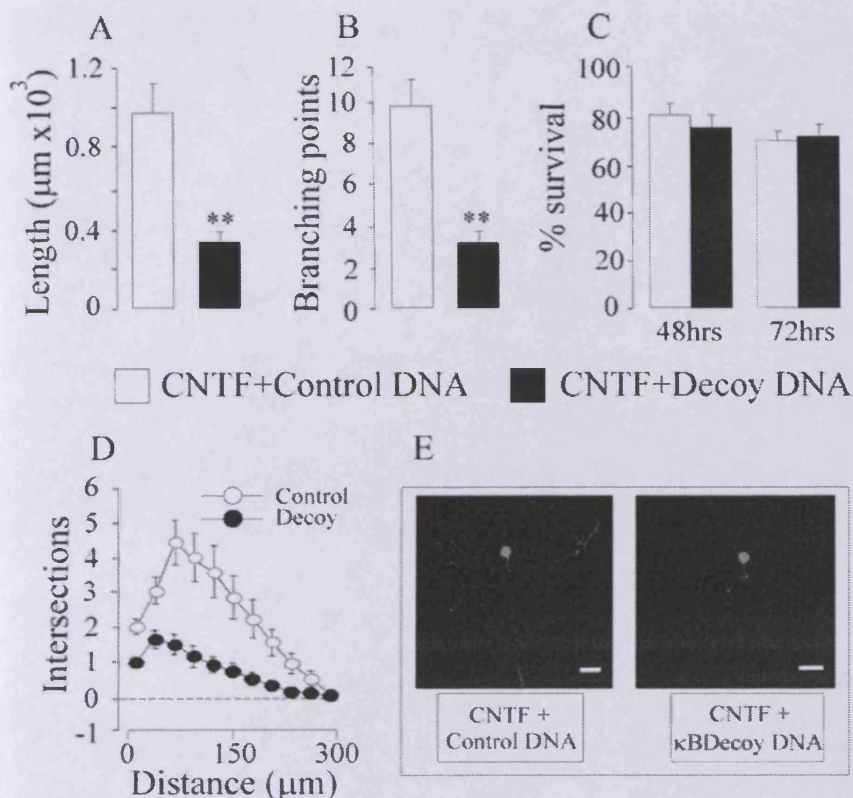 A
Length (μm x10³)
1.2
0.8
0.4
0
**
B
Branching points
12
10
8
6
4
2
0
**
C
% survival
100
80
60
40
20
0
48hrs
72hrs
CNTF+Control DNA
CNTF+Decoy DNA
D
Intersections
6
5
4
3
2
1
0
-1
Control
Decoy
0
150
300
Distance (μm)
E
CNTF +
Control DNA
CNTF +
κBDecoy DNA